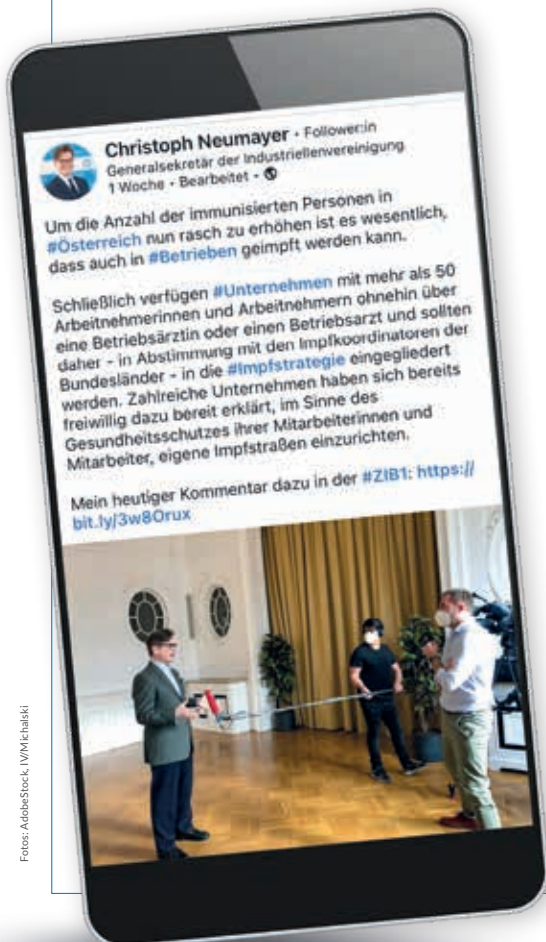 Christoph Neumayer • Follower:in
Generalsekretär der Industriellenvereinigung
1 Woche • Bearbeitet •
Um die Anzahl der immunisierten Personen in
#Österreich nun rasch zu erhöhen ist es wesentlich,
dass auch in #Betrieben geimpft werden kann.
Schließlich verfügen #Unternehmen mit mehr als 50
Arbeitnehmerinnen und Arbeitnehmern ohnehin über
eine Betriebsärztin oder einen Betriebsarzt und sollten
daher - in Abstimmung mit den Impfkoordinatoren der
Bundesländer - in die #Impfstrategie eingegliedert
werden. Zahlreiche Unternehmen haben sich bereits
freiwillig dazu bereit erklärt, im Sinne des
Gesundheitsschutzes ihrer Mitarbeiterinnen und
Mitarbeiter, eigene Impfstraßen einzurichten.
Mein heutiger Kommentar dazu in der #ZIB1: https://
bit.ly/3w8Orux
Fotos: AdobeStock, IV/Michalski